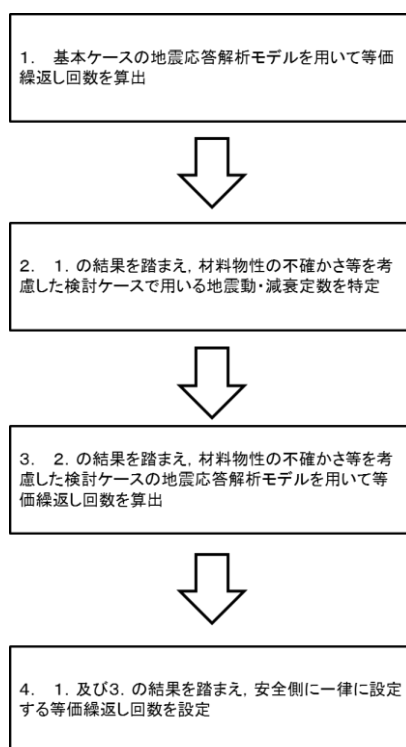 1. 基本ケースの地震応答解析モデルを用いて等価
繰返し回数を算出
2. 1. の結果を踏まえ，材料物性の不確かさ等を考
慮した検討ケースで用いる地震動・減衰定数を特定
3. 2. の結果を踏まえ，材料物性の不確かさ等を考
慮した検討ケースの地震応答解析モデルを用いて等
価繰返し回数を算出
4. 1. 及び3. の結果を踏まえ，安全側に一律に設定
する等価繰返し回数を設定